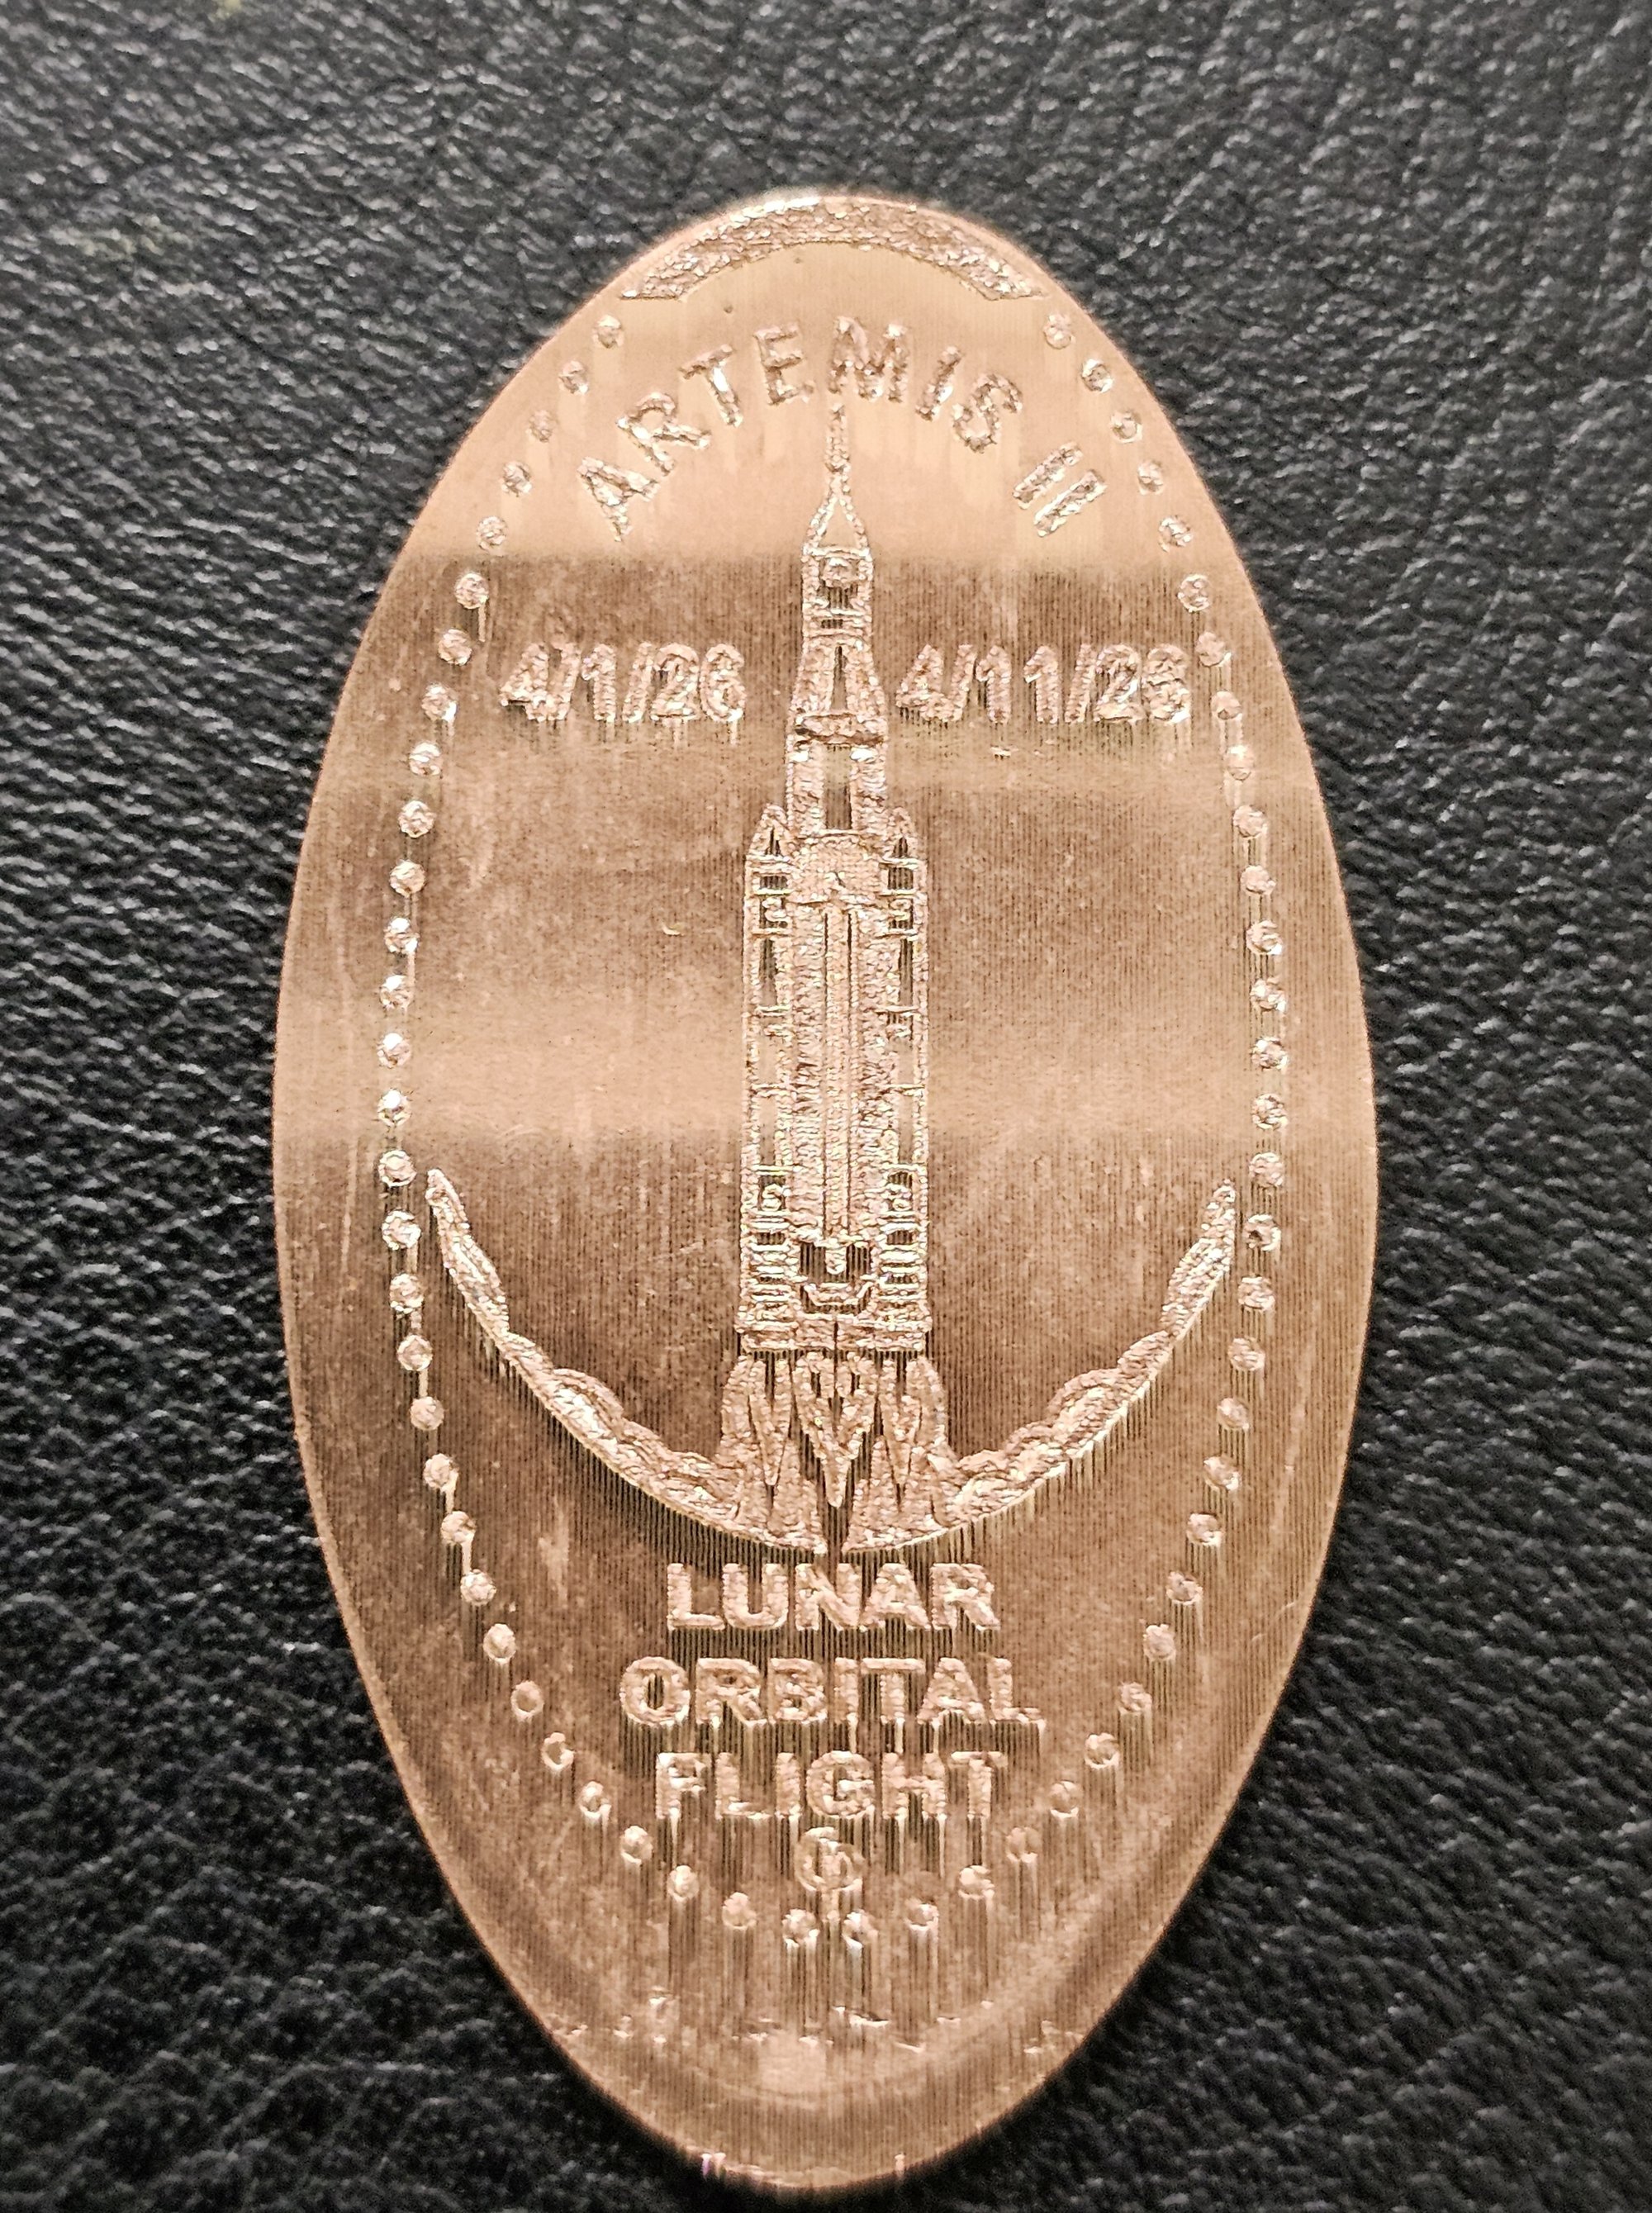 ARTEMIS II
4/1/26 4/11/26
LUNAR
ORBITAL
FLIGHT